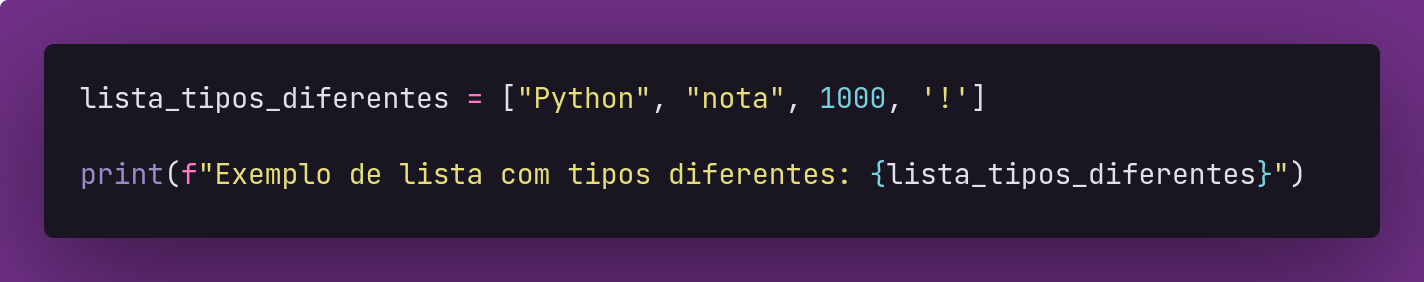 lista_tipos_diferentes = ["Python", "nota", 1000, '!']
print(f"Exemplo de lista com tipos diferentes: {lista_tipos_diferentes}")